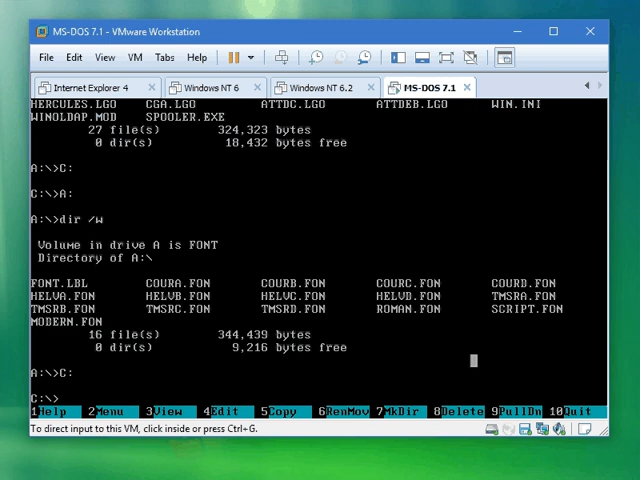 MS-DOS 7.1 - VMware Workstation
File Edit View VM Tabs Help
Internet Explorer 4 Windows NT 6 Windows NT 6.2 MS-DOS 7.1
HERCULES.LGO CGA.LGO ATTDC.LGO ATTDEB.LGO WIN.INI
WINOLDAP.MOD SPOOLER.EXE
27 file(s) 324,323 bytes
0 dir(s) 18,432 bytes free
A:\>C:
C:\>A:
A:\>dir /w
Volume in drive A is FONT
Directory of A:\
FONT.LBL COURA.FON COURB.FON COURC.FON COURD.FON
HELVA.FON HELVB.FON HELVC.FON HELVD.FON TMSRA.FON
TMSRB.FON TMSRC.FON TMSRD.FON ROMAN.FON SCRIPT.FON
MODERN.FON
16 file(s) 344,439 bytes
0 dir(s) 9,216 bytes free
A:\>C:
C:\>
1Help 2Menu 3View 4Edit 5Copy 6RenMov 7MkDir 8Delete 9PullDn 10Quit
To direct input to this VM, click inside or press Ctrl+G.